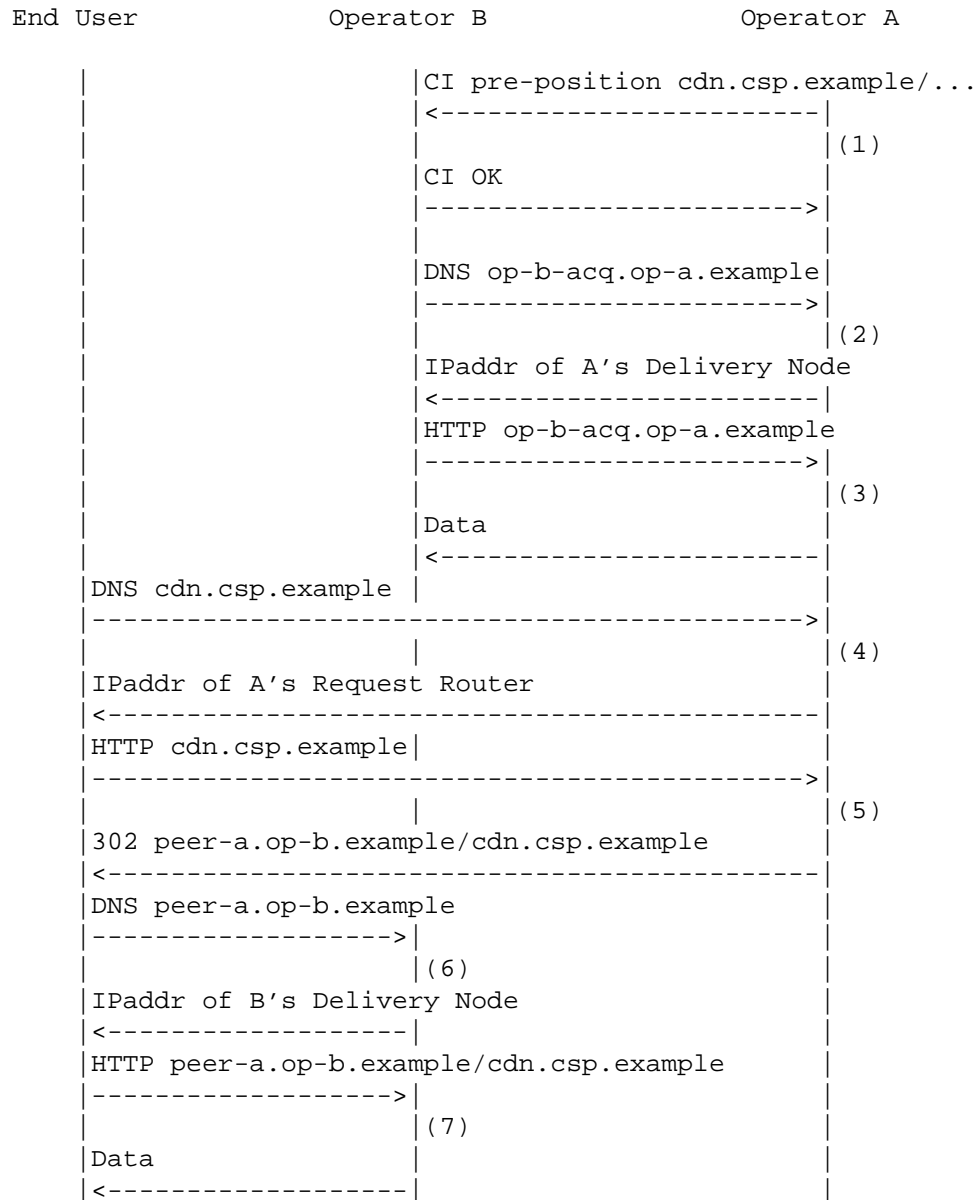 End User Operator B Operator A
CI pre-position cdn.csp.example/...
(1)
CI OK
DNS op-b-acq.op-a.example
(2)
IPaddr of A's Delivery Node
HTTP op-b-acq.op-a.example
(3)
Data
DNS cdn.csp.example
(4)
IPaddr of A's Request Router
HTTP cdn.csp.example
(5)
302 peer-a.op-b.example/cdn.csp.example
DNS peer-a.op-b.example
(6)
IPaddr of B's Delivery Node
HTTP peer-a.op-b.example/cdn.csp.example
(7)
Data